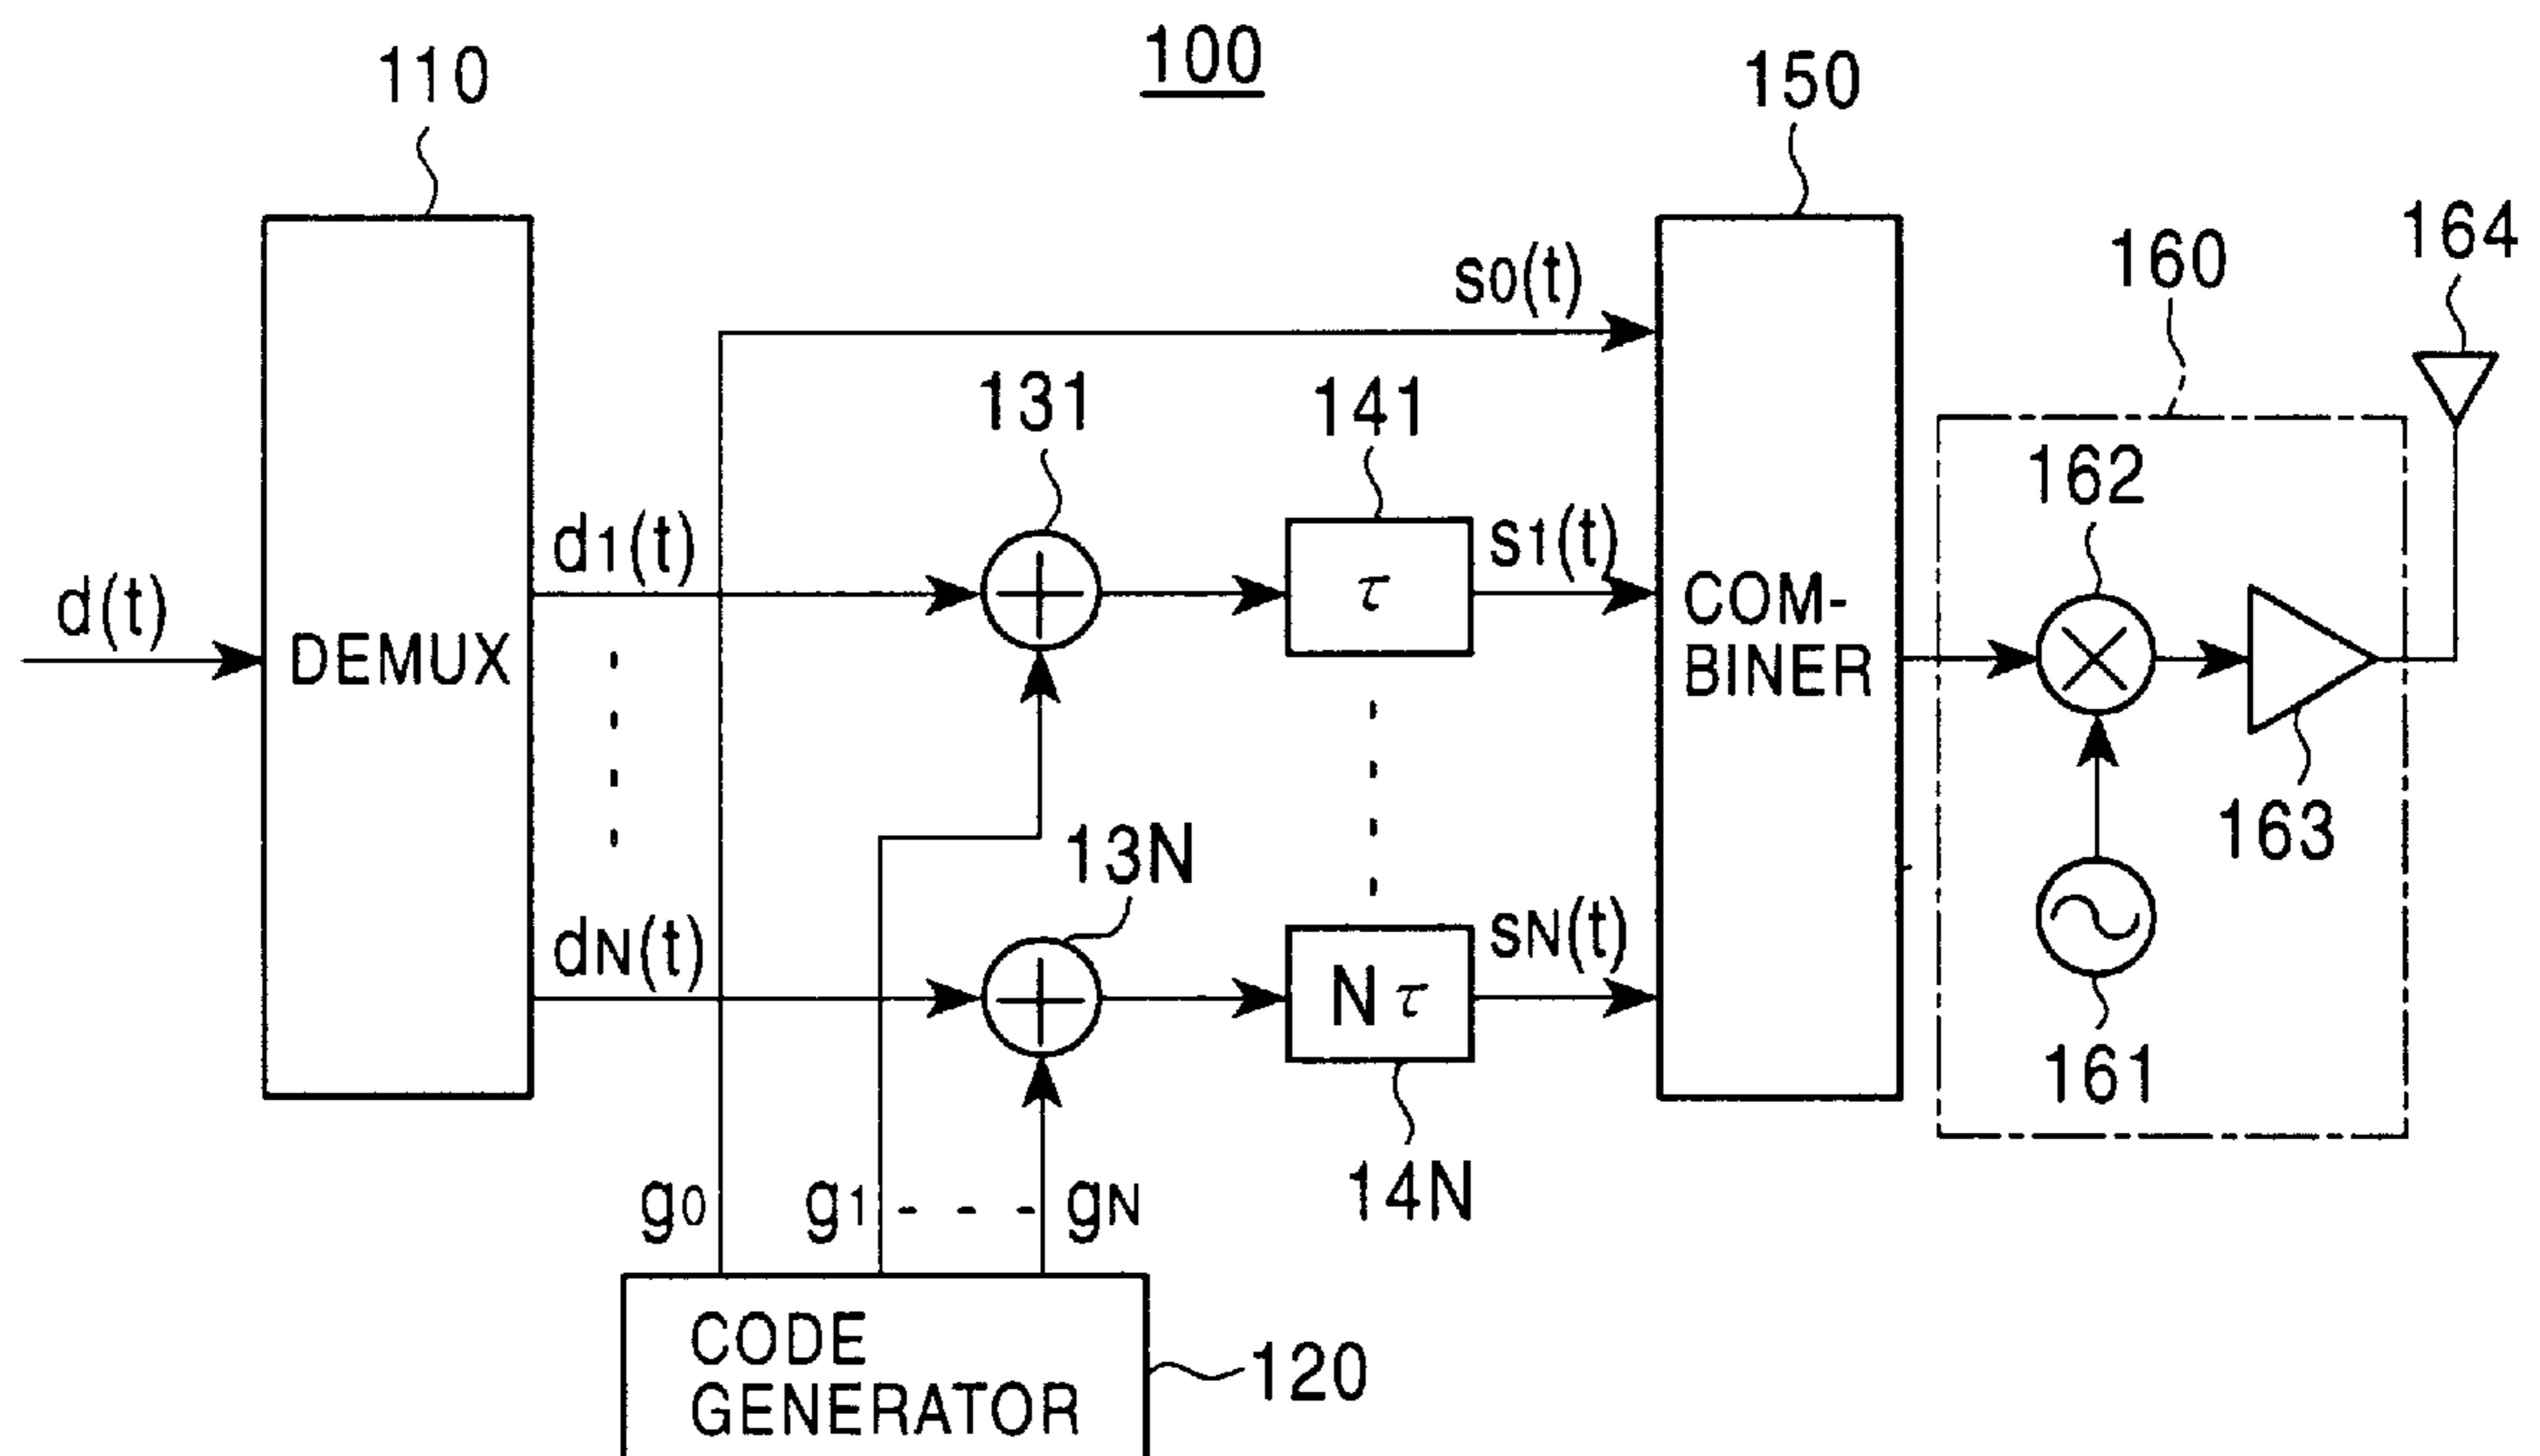 100
110
150
160
164
s0(t)
131
141
162
d1(t)
s1(t)
d(t)
DEMUX
τ
COM-
BINER
163
13N
dN(t)
sN(t)
Nτ
161
14N
g0
g1
gN
CODE
GENERATOR
120